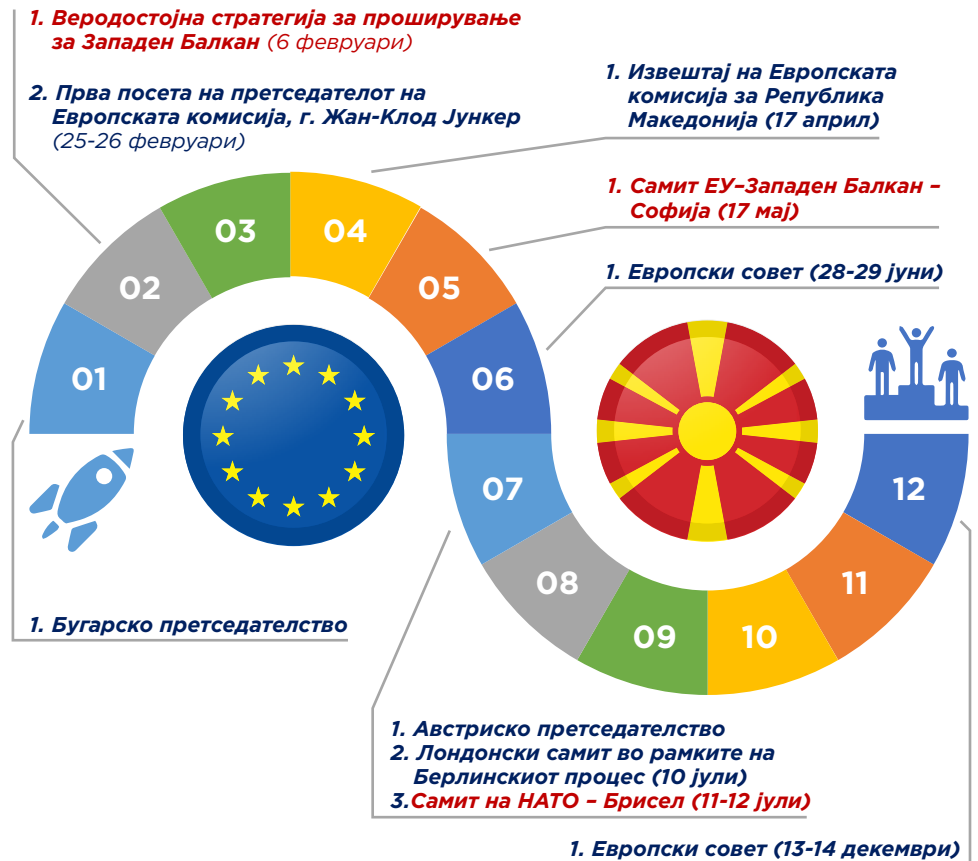 1. Веродостојна стратегија за проширување
за Западен Балкан (6 февруари)
2. Прва посета на претседателот на
Европската комисија, г. Жан-Клод Јункер
(25-26 февруари)
1. Извештај на Европската
комисија за Република
Македонија (17 април)
1. Самит ЕУ–Западен Балкан –
Софија (17 мај)
1. Европски совет (28-29 јуни)
01
02
03
04
05
06
07
08
09
10
11
12
1. Бугарско претседателство
1. Австриско претседателство
2. Лондонски самит во рамките на
Берлинскиот процес (10 јули)
3.Самит на НАТО – Брисел (11-12 јули)
1. Европски совет (13-14 декември)